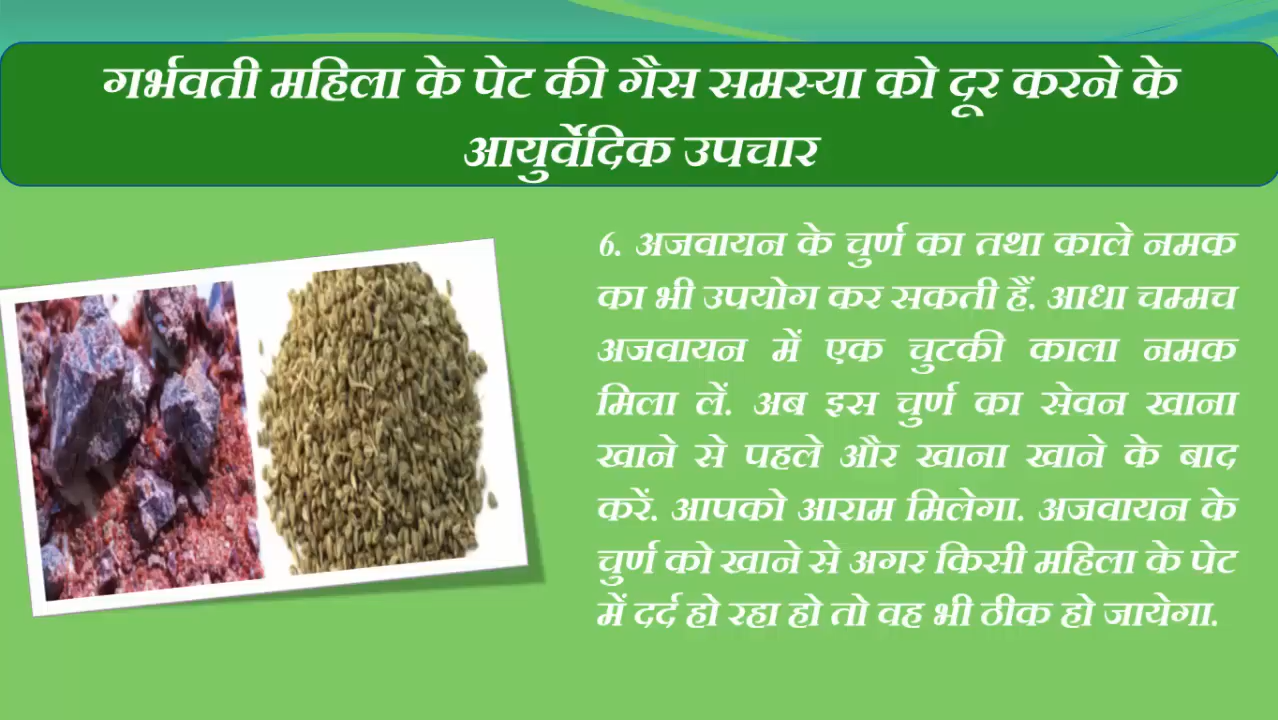 गर्भवती महिला के पेट की गैस समस्या को दूर करने के
आयुर्वेदिक उपचार
6. अजवायन के चुर्ण का तथा काले नमक
का भी उपयोग कर सकती हैं. आधा चम्मच
अजवायन में एक चुटकी काला नमक
मिला लें. अब इस चुर्ण का सेवन खाना
खाने से पहले और खाना खाने के बाद
करें. आपको आराम मिलेगा. अजवायन के
चुर्ण को खाने से अगर किसी महिला के पेट
में दर्द हो रहा हो तो वह भी ठीक हो जायेगा.